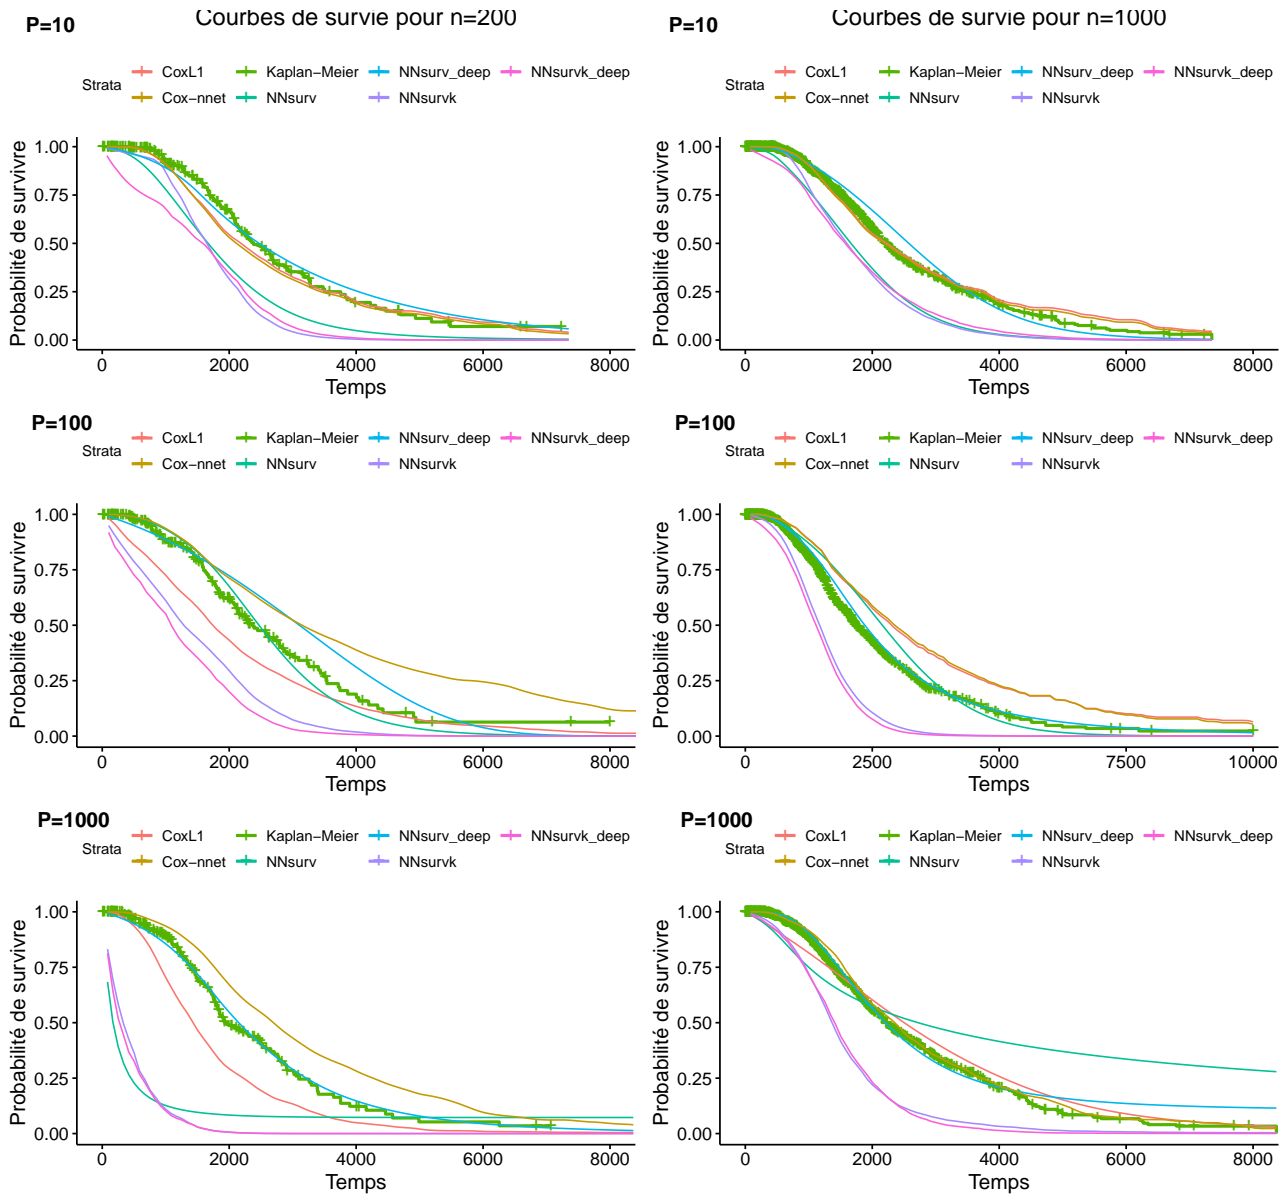 Courbes de survie pour n=200
P=10
Strata
CoxL1 Kaplan-Meier NNsurv_deep NNsurvk_deep
Cox-nnet NNsurv NNsurvk
Probabilité de survivre
1.00
0.75
0.50
0.25
0.00
0 2000 4000 6000 8000
Temps
Courbes de survie pour n=1000
P=10
Strata
CoxL1 Kaplan-Meier NNsurv_deep NNsurvk_deep
Cox-nnet NNsurv NNsurvk
Probabilité de survivre
1.00
0.75
0.50
0.25
0.00
0 2000 4000 6000 8000
Temps
P=100
Strata
CoxL1 Kaplan-Meier NNsurv_deep NNsurvk_deep
Cox-nnet NNsurv NNsurvk
Probabilité de survivre
1.00
0.75
0.50
0.25
0.00
0 2000 4000 6000 8000
Temps
P=100
Strata
CoxL1 Kaplan-Meier NNsurv_deep NNsurvk_deep
Cox-nnet NNsurv NNsurvk
Probabilité de survivre
1.00
0.75
0.50
0.25
0.00
0 2500 5000 7500 10000
Temps
P=1000
Strata
CoxL1 Kaplan-Meier NNsurv_deep NNsurvk_deep
Cox-nnet NNsurv NNsurvk
Probabilité de survivre
1.00
0.75
0.50
0.25
0.00
0 2000 4000 6000 8000
Temps
P=1000
Strata
CoxL1 Kaplan-Meier NNsurv_deep NNsurvk_deep
Cox-nnet NNsurv NNsurvk
Probabilité de survivre
1.00
0.75
0.50
0.25
0.00
0 2000 4000 6000 8000
Temps